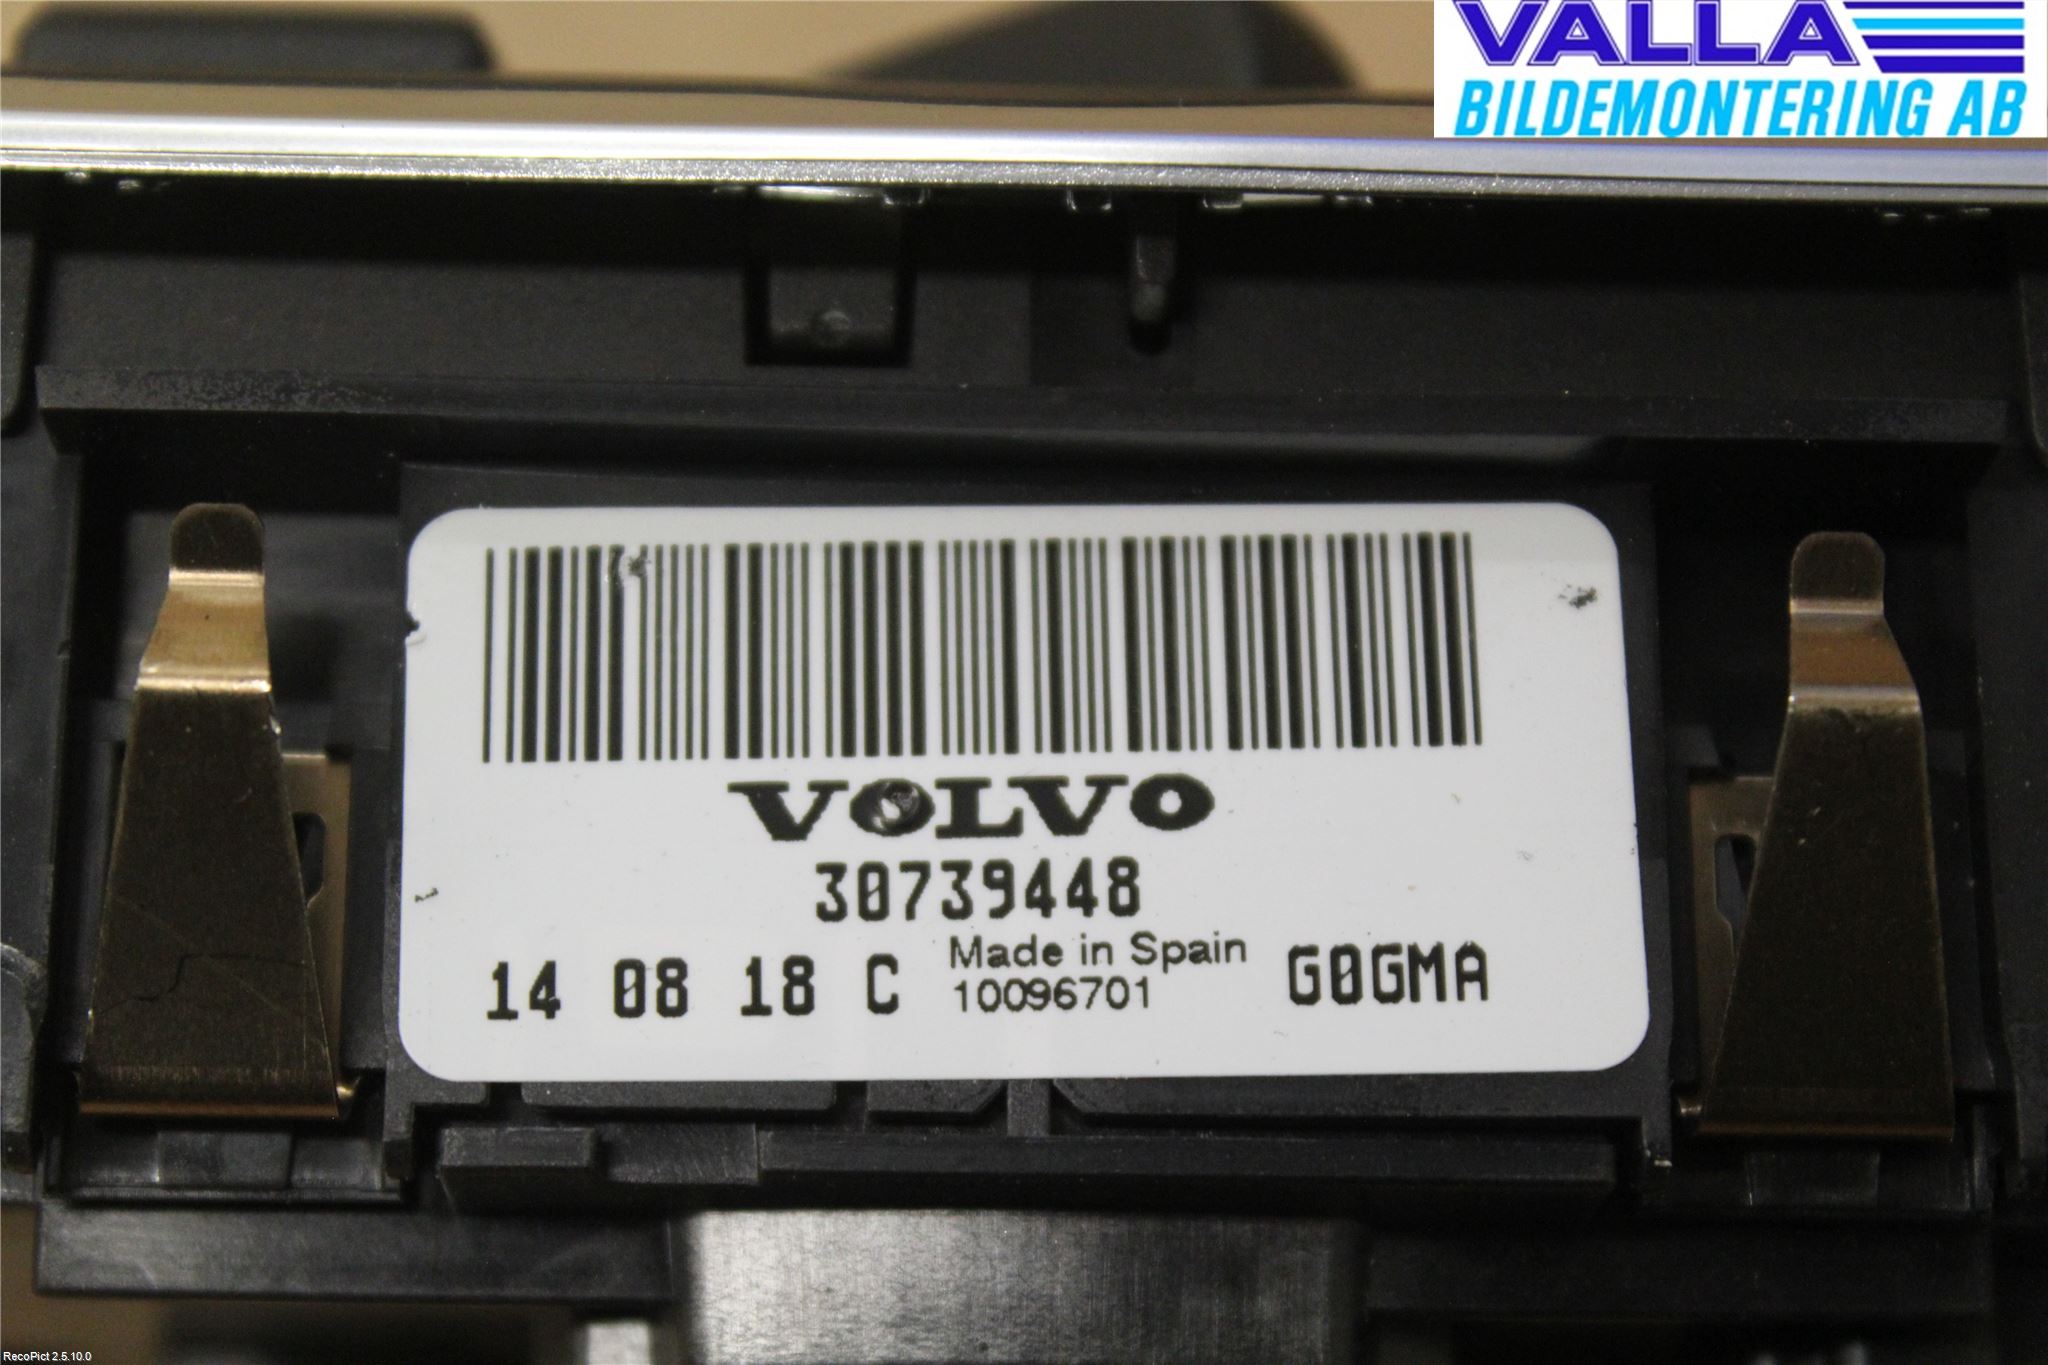 VALLA
BILDEMONTERING AB
VOLVO
30739448
14 08 18 C
Made in Spain
10096701
G0GMA
RecoPict 2.5.10.0